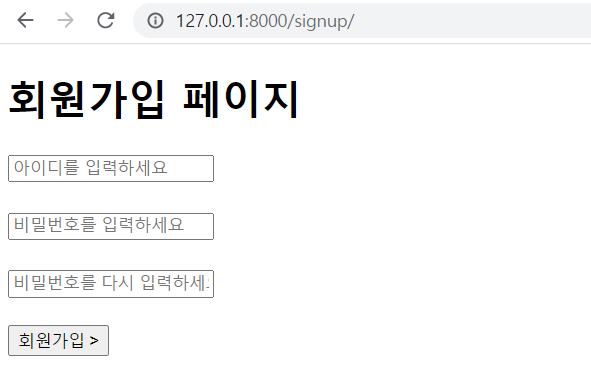 127.0.0.1:8000/signup/
회원가입 페이지
아이디를 입력하세요
비밀번호를 입력하세요
비밀번호를 다시 입력하세
회원가입 >